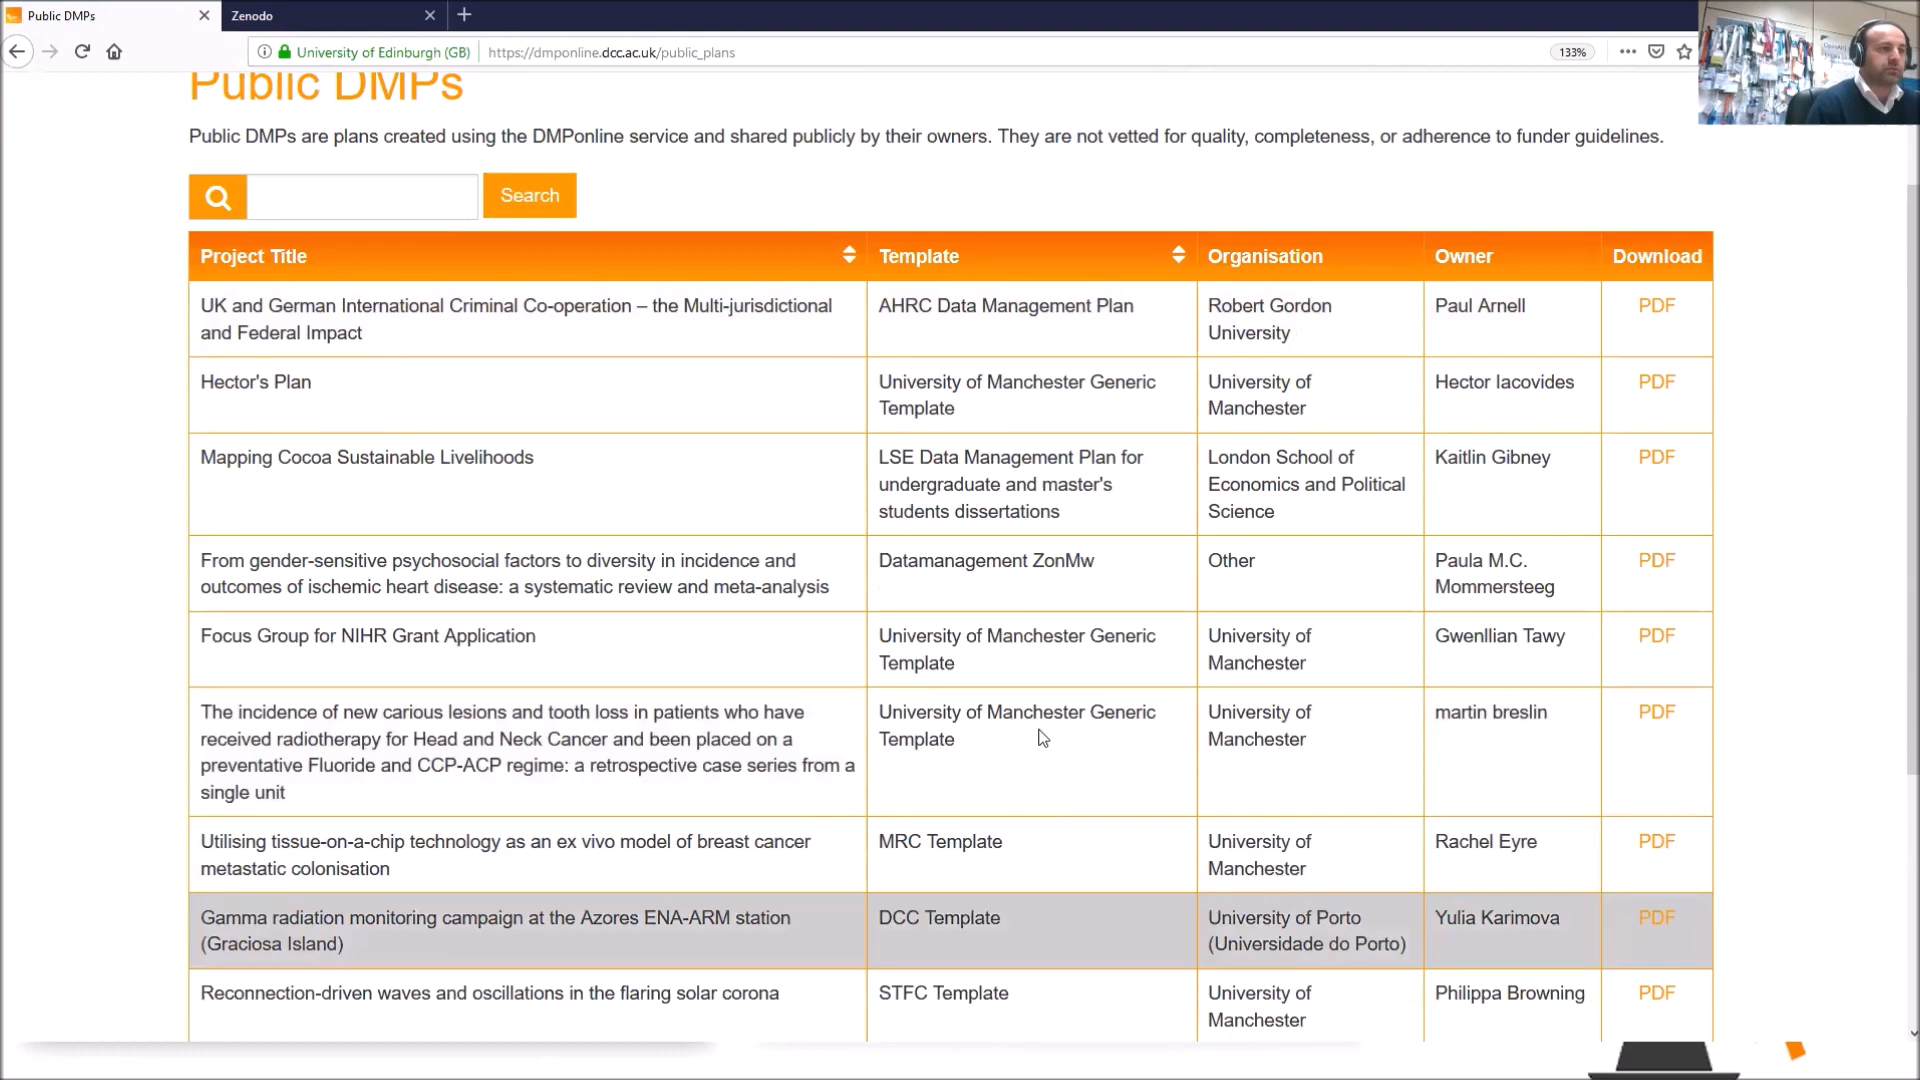 Public DMPs
Zenodo
University of Edinburgh (GB)
https://dmponline.dcc.ac.uk/public_plans
133%
Public DMPs
Public DMPs are plans created using the DMPonline service and shared publicly by their owners. They are not vetted for quality, completeness, or adherence to funder guidelines.
Search
Project Title
Template
Organisation
Owner
Download
UK and German International Criminal Co-operation – the Multi-jurisdictional
and Federal Impact
AHRC Data Management Plan
Robert Gordon
University
Paul Arnell
PDF
Hector's Plan
University of Manchester Generic
Template
University of
Manchester
Hector Iacovides
PDF
Mapping Cocoa Sustainable Livelihoods
LSE Data Management Plan for
undergraduate and master's
students dissertations
London School of
Economics and Political
Science
Kaitlin Gibney
PDF
From gender-sensitive psychosocial factors to diversity in incidence and
outcomes of ischemic heart disease: a systematic review and meta-analysis
Datamanagement ZonMw
Other
Paula M.C.
Mommersteeg
PDF
Focus Group for NIHR Grant Application
University of Manchester Generic
Template
University of
Manchester
Gwenllian Tawy
PDF
The incidence of new carious lesions and tooth loss in patients who have
received radiotherapy for Head and Neck Cancer and been placed on a
preventative Fluoride and CCP-ACP regime: a retrospective case series from a
single unit
University of Manchester Generic
Template
University of
Manchester
martin breslin
PDF
Utilising tissue-on-a-chip technology as an ex vivo model of breast cancer
metastatic colonisation
MRC Template
University of
Manchester
Rachel Eyre
PDF
Gamma radiation monitoring campaign at the Azores ENA-ARM station
(Graciosa Island)
DCC Template
University of Porto
(Universidade do Porto)
Yulia Karimova
PDF
Reconnection-driven waves and oscillations in the flaring solar corona
STFC Template
University of
Manchester
Philippa Browning
PDF